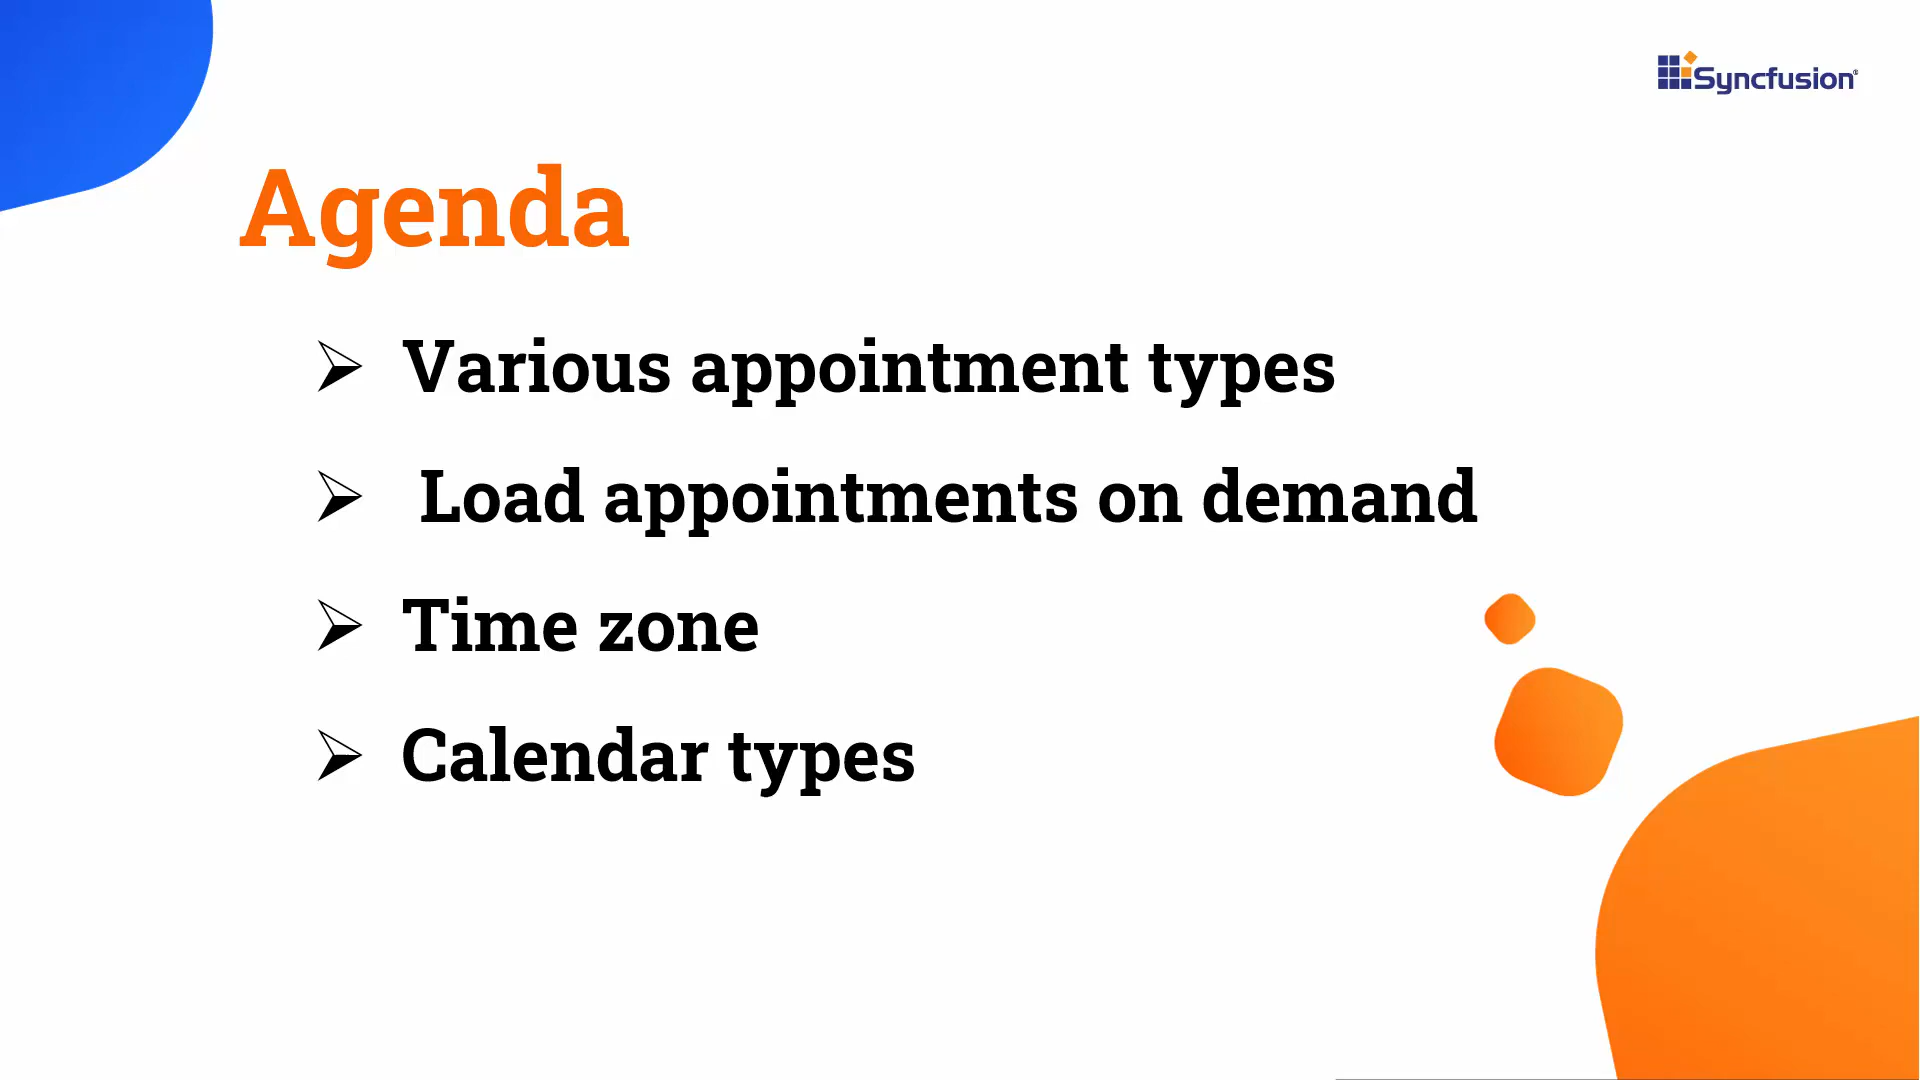 Syncfusion®
Agenda
➢ Various appointment types
➢ Load appointments on demand
➢ Time zone
➢ Calendar types